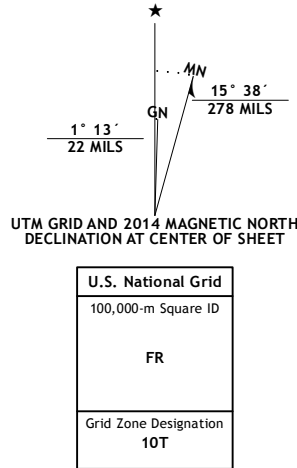 ★
MN
GN
15° 38´
278 MILS
1° 13´
22 MILS
UTM GRID AND 2014 MAGNETIC NORTH
DECLINATION AT CENTER OF SHEET
U.S. National Grid
100,000-m Square ID
FR
Grid Zone Designation
10T